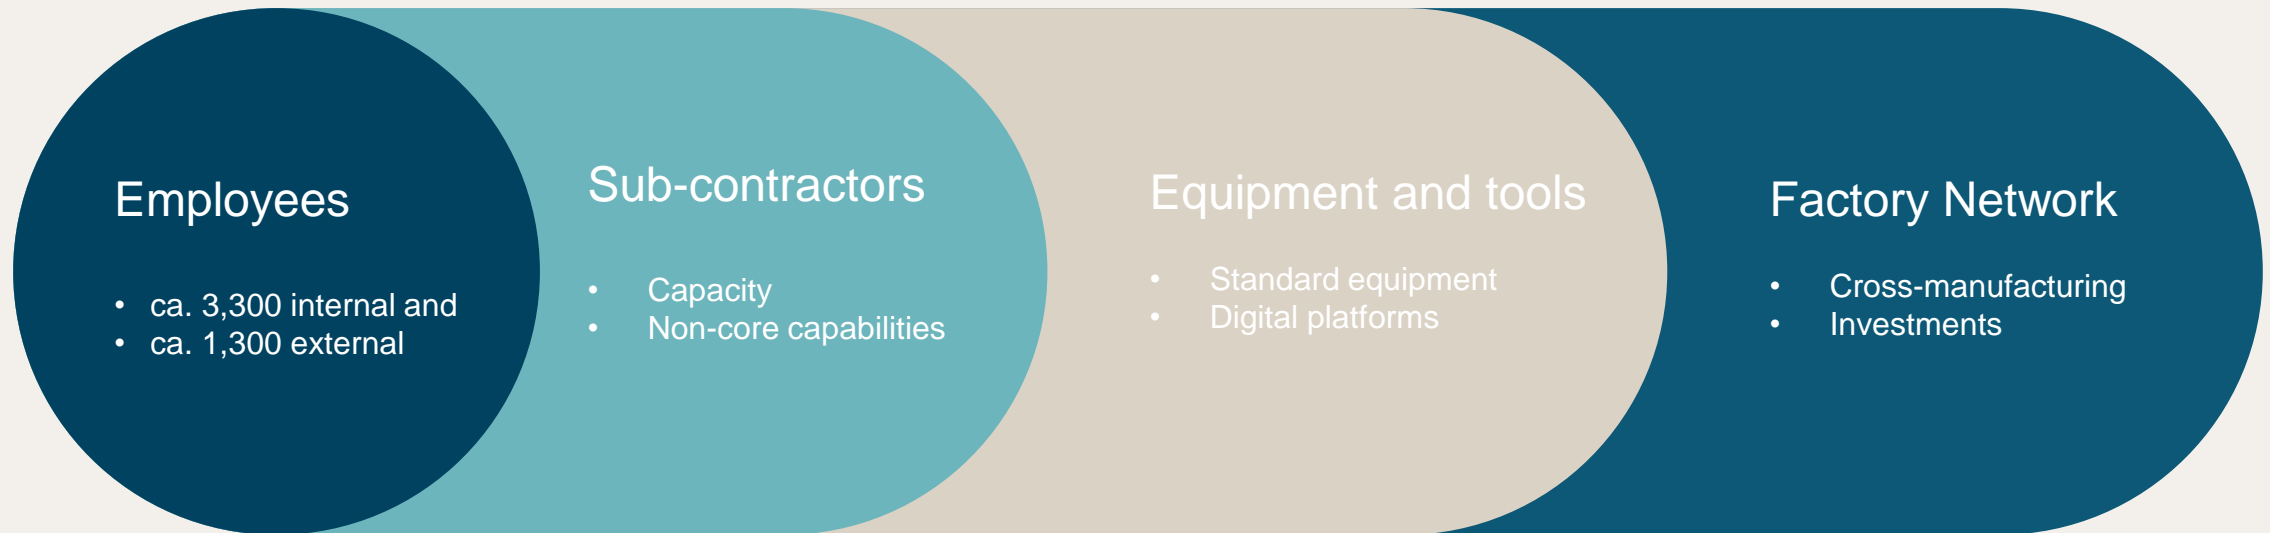 Employees
• ca. 3,300 internal and
• ca. 1,300 external
Sub-contractors
• Capacity
• Non-core capabilities
Equipment and tools
• Standard equipment
• Digital platforms
Factory Network
• Cross-manufacturing
• Investments